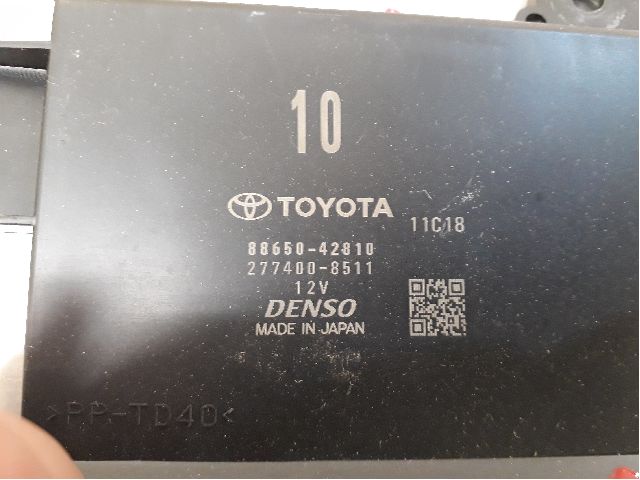 10
TOYOTA
11C18
88650-42810
277400-8511
12V
DENSO
MADE IN JAPAN
>PP-TD40<